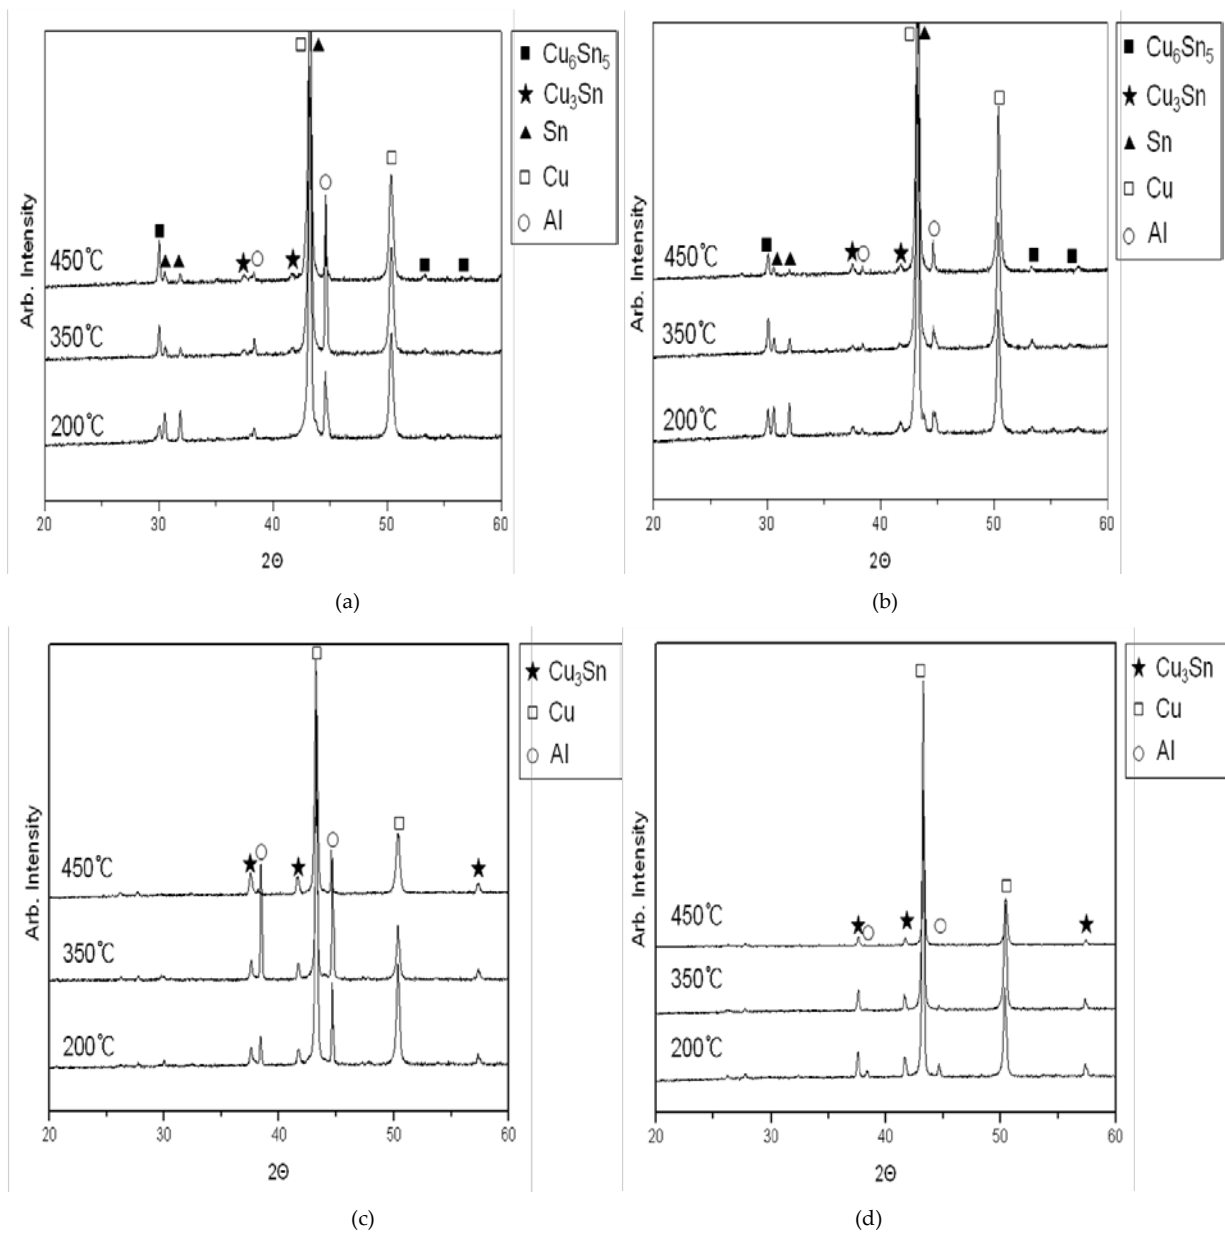 Cu₆Sn₅
Cu₃Sn
Sn
Cu
Al
Arb. Intensity
450℃
350℃
200℃
20 30 40 50 60
2Θ
(a)
Cu₆Sn₅
Cu₃Sn
Sn
Cu
Al
Arb. Intensity
450℃
350℃
200℃
20 30 40 50 60
2Θ
(b)
Cu₃Sn
Cu
Al
Arb. Intensity
450℃
350℃
200℃
20 30 40 50 60
2Θ
(c)
Cu₃Sn
Cu
Al
Arb. Intensity
450℃
350℃
200℃
20 30 40 50 60
2Θ
(d)